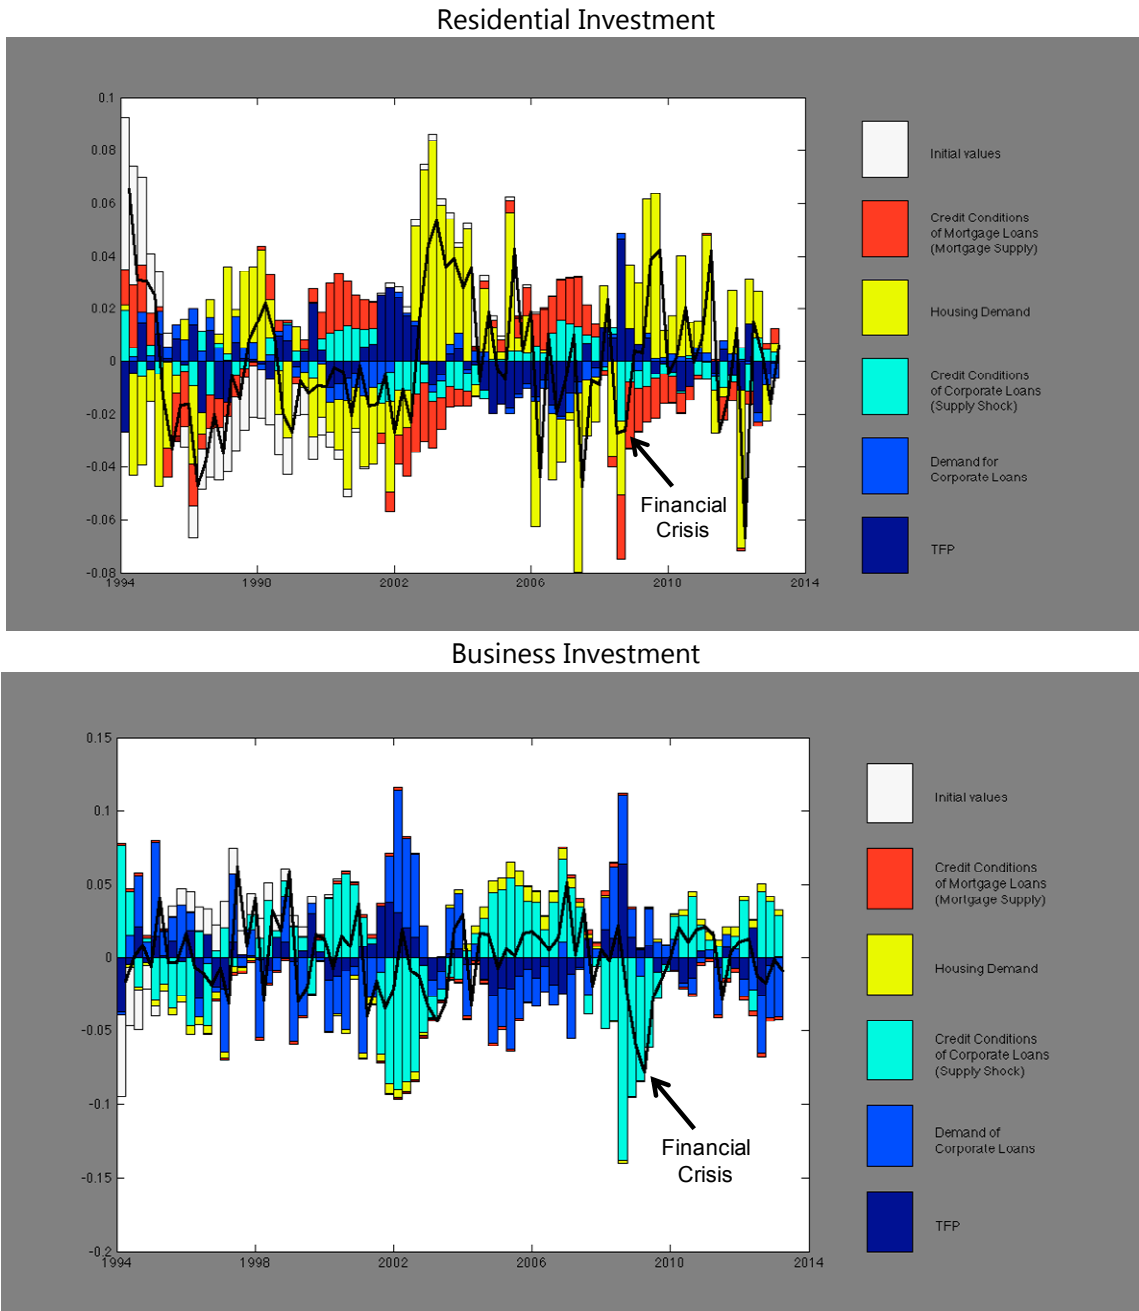 Residential Investment
0.1
0.08
0.06
0.04
0.02
0
-0.02
-0.04
-0.06
-0.08
1994
1990
2002
2006
2010
2014
Financial
Crisis
Initial values
Credit Conditions
of Mortgage Loans
(Mortgage Supply)
Housing Demand
Credit Conditions
of Corporate Loans
(Supply Shock)
Demand for
Corporate Loans
TFP
Business Investment
0.15
0.1
0.05
0
-0.05
-0.1
-0.15
-0.2
1994
1998
2002
2006
2010
2014
Financial
Crisis
Initial values
Credit Conditions
of Mortgage Loans
(Mortgage Supply)
Housing Demand
Credit Conditions
of Corporate Loans
(Supply Shock)
Demand of
Corporate Loans
TFP